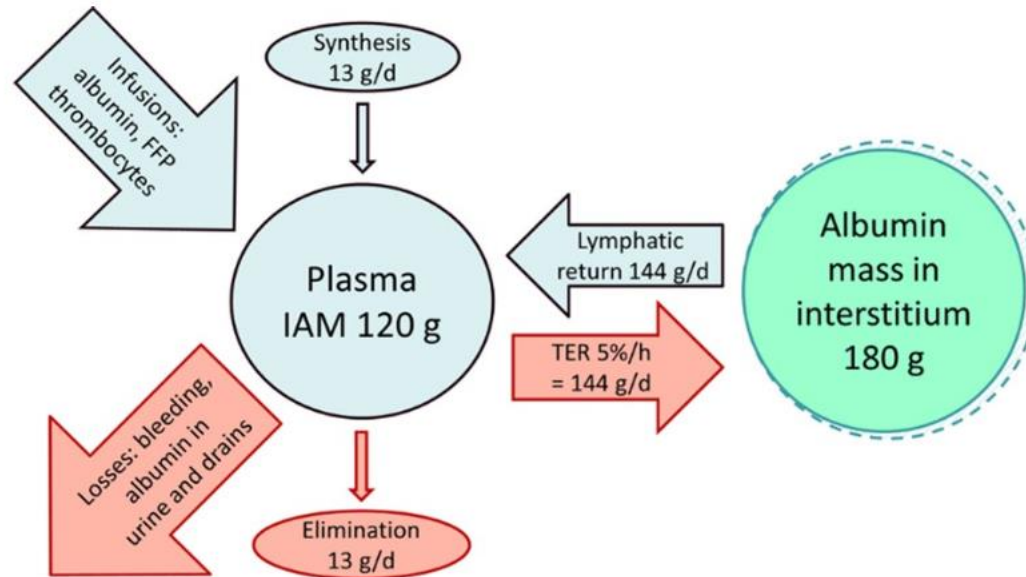 Infusions:
albumin, FFP
thrombocytes
Synthesis
13 g/d
Plasma
IAM 120 g
Lymphatic
return 144 g/d
TER 5%/h
= 144 g/d
Albumin
mass in
interstitium
180 g
Losses: bleeding,
albumin in
urine and drains
Elimination
13 g/d